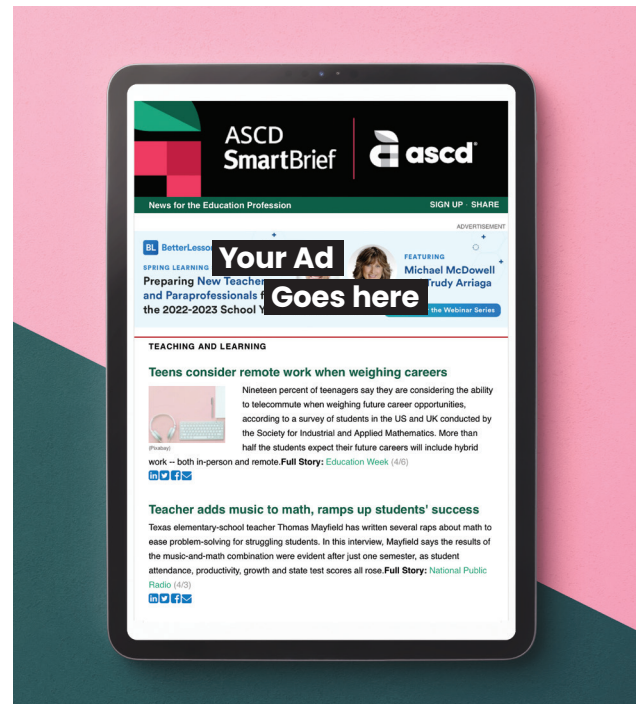 ASCD
SmartBrief
ascd
News for the Education Profession
SIGN UP · SHARE
ADVERTISEMENT
BL BetterLesso
SPRING LEARNING
Preparing New Teache
and Paraprofessionals f
the 2022-2023 School Y
Your Ad
Goes here
FEATURING
Michael McDowell
Trudy Arriaga
the Webinar Series
TEACHING AND LEARNING
Teens consider remote work when weighing careers
Nineteen percent of teenagers say they are considering the ability
to telecommute when weighing future career opportunities,
according to a survey of students in the US and UK conducted by
the Society for Industrial and Applied Mathematics. More than
(Pixabay)
half the students expect their future careers will include hybrid
work -- both in-person and remote.Full Story: Education Week (4/6)
Teacher adds music to math, ramps up students' success
Texas elementary-school teacher Thomas Mayfield has written several raps about math to
ease problem-solving for struggling students. In this interview, Mayfield says the results of
the music-and-math combination were evident after just one semester, as student
attendance, productivity, growth and state test scores all rose.Full Story: National Public
Radio (4/3)